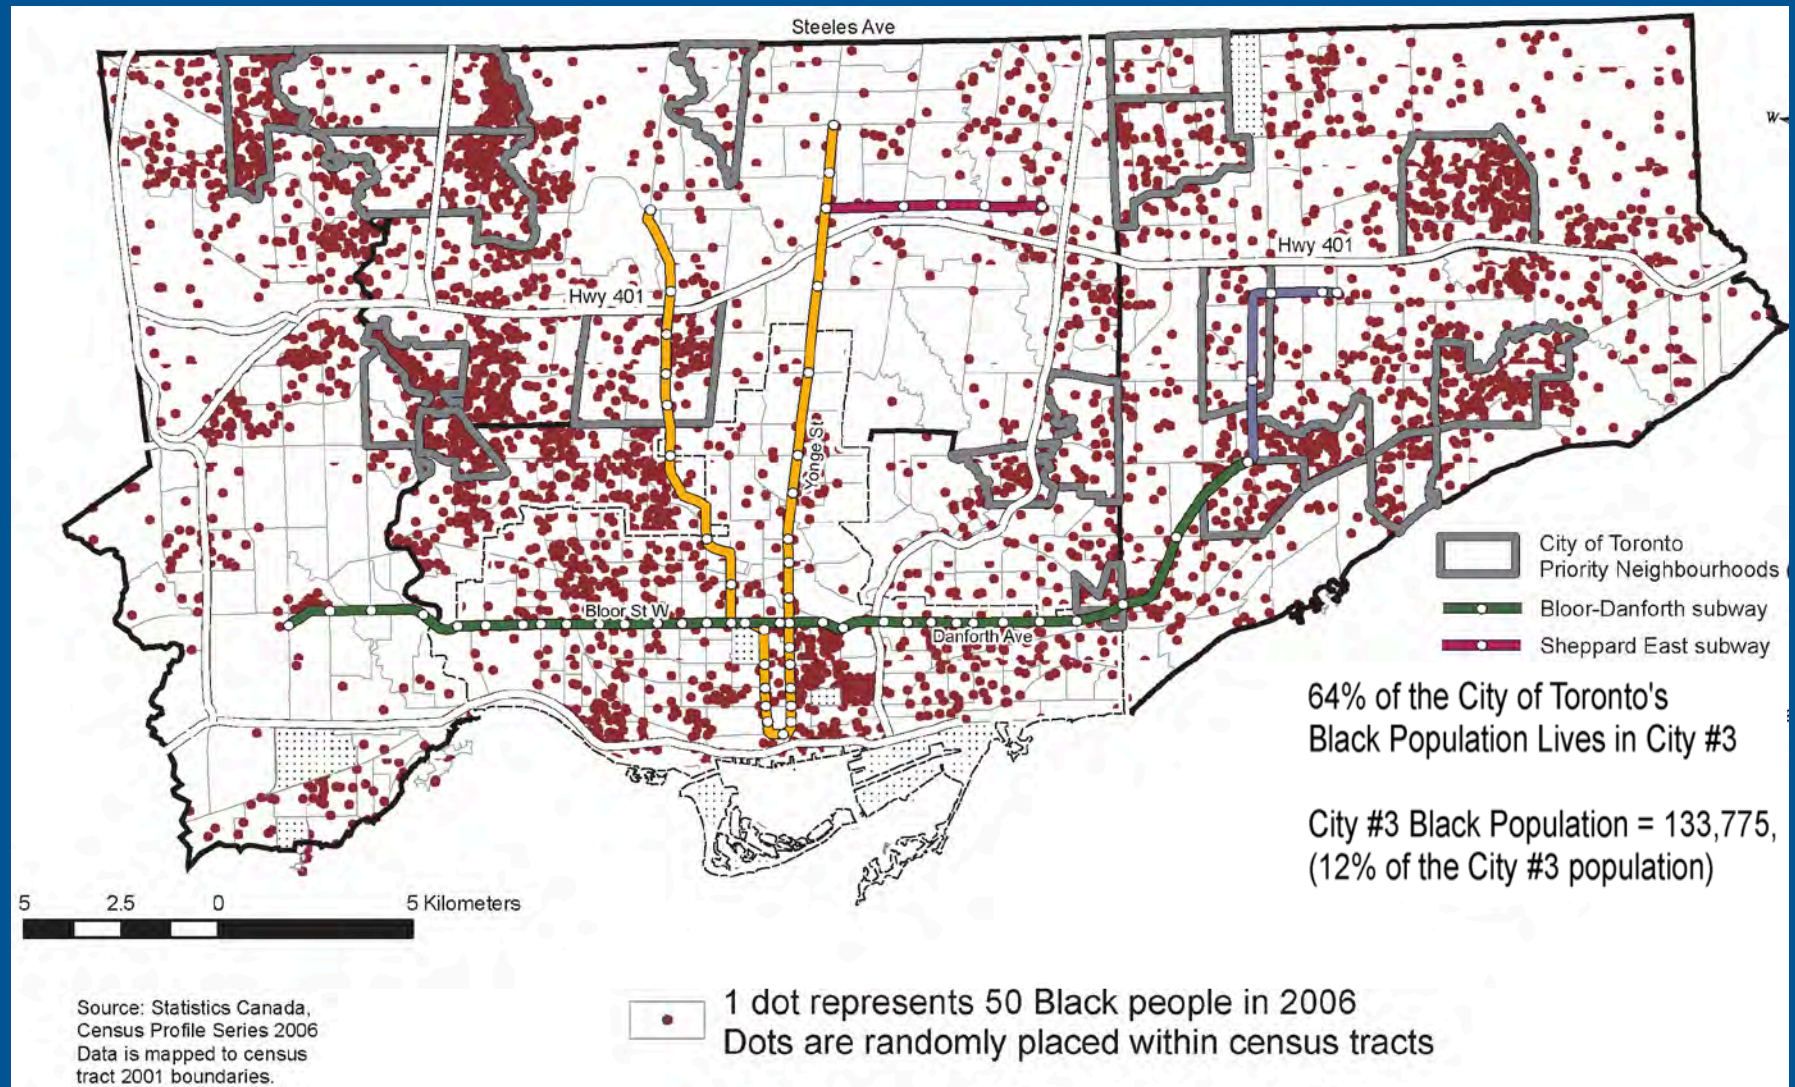 Steeles Ave
W
Hwy 401
Hwy 401
Yonge St
Bloor St W
Danforth Ave
City of Toronto
Priority Neighbourhoods (
Bloor-Danforth subway
Sheppard East subway
64% of the City of Toronto's
Black Population Lives in City #3
City #3 Black Population = 133,775,
(12% of the City #3 population)
5 2.5 0 5 Kilometers
Source: Statistics Canada,
Census Profile Series 2006
Data is mapped to census
tract 2001 boundaries.
1 dot represents 50 Black people in 2006
Dots are randomly placed within census tracts